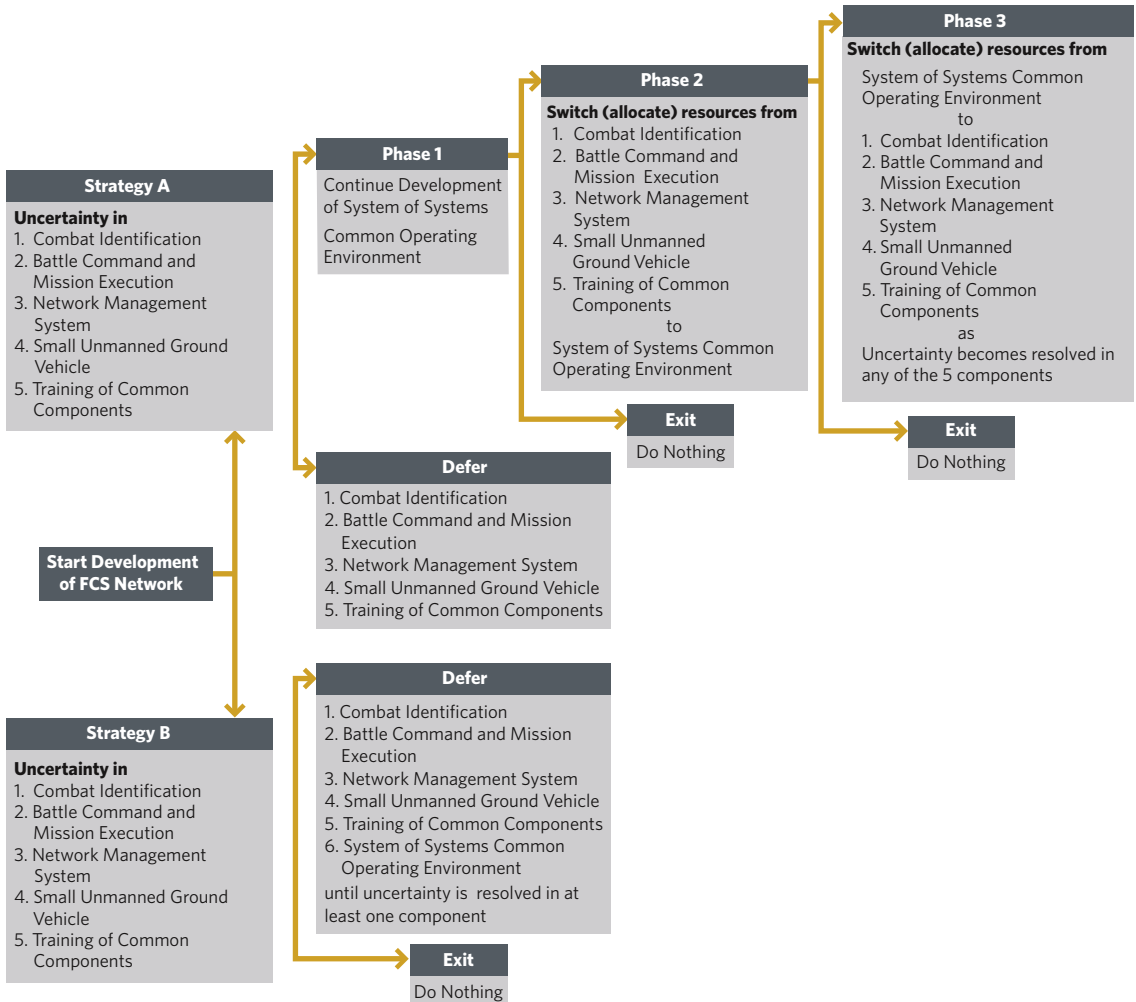 Strategy A
Uncertainty in
1. Combat Identification
2. Battle Command and
Mission Execution
3. Network Management
System
4. Small Unmanned Ground
Vehicle
5. Training of Common
Components
Start Development
of FCS Network
Strategy B
Uncertainty in
1. Combat Identification
2. Battle Command and
Mission Execution
3. Network Management
System
4. Small Unmanned Ground
Vehicle
5. Training of Common
Components
Phase 1
Continue Development
of System of Systems
Common Operating
Environment
Defer
1. Combat Identification
2. Battle Command and Mission
Execution
3. Network Management System
4. Small Unmanned Ground Vehicle
5. Training of Common Components
Defer
1. Combat Identification
2. Battle Command and Mission
Execution
3. Network Management System
4. Small Unmanned Ground Vehicle
5. Training of Common Components
6. System of Systems Common
Operating Environment
until uncertainty is resolved in at
least one component
Exit
Do Nothing
Phase 2
Switch (allocate) resources from
1. Combat Identification
2. Battle Command and
Mission Execution
3. Network Management
System
4. Small Unmanned
Ground Vehicle
5. Training of Common
Components
to
System of Systems Common
Operating Environment
Exit
Do Nothing
Phase 3
Switch (allocate) resources from
System of Systems Common
Operating Environment
to
1. Combat Identification
2. Battle Command and
Mission Execution
3. Network Management
System
4. Small Unmanned
Ground Vehicle
5. Training of Common
Components
as
Uncertainty becomes resolved in
any of the 5 components
Exit
Do Nothing